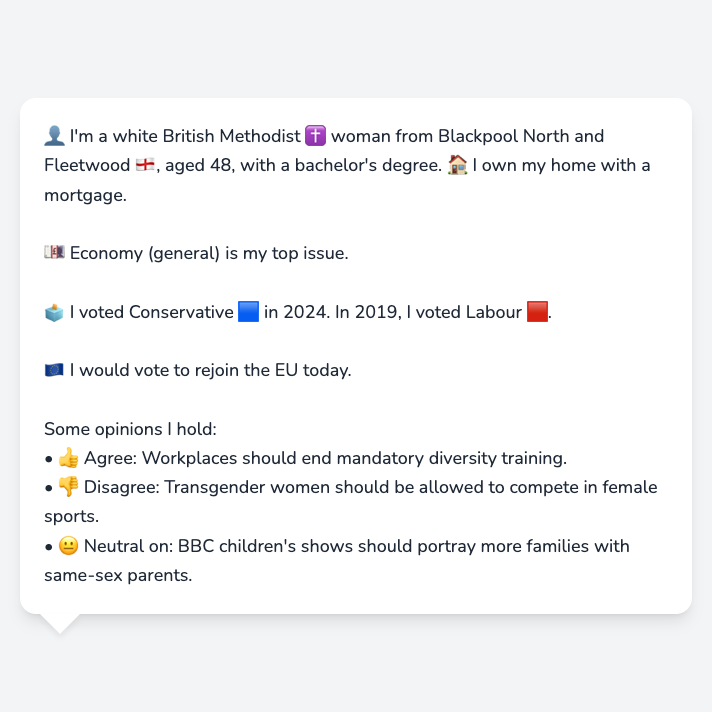 👤 I'm a white British Methodist ✝️ woman from Blackpool North and
Fleetwood 🏴󠁧󠁢󠁥󠁮󠁧󠁿, aged 48, with a bachelor's degree. 🏠 I own my home with a
mortgage.
💷 Economy (general) is my top issue.
🗳️ I voted Conservative 🟦 in 2024. In 2019, I voted Labour 🟥.
🇪🇺 I would vote to rejoin the EU today.
Some opinions I hold:
• 👍 Agree: Workplaces should end mandatory diversity training.
• 👎 Disagree: Transgender women should be allowed to compete in female
sports.
• 😐 Neutral on: BBC children's shows should portray more families with
same-sex parents.